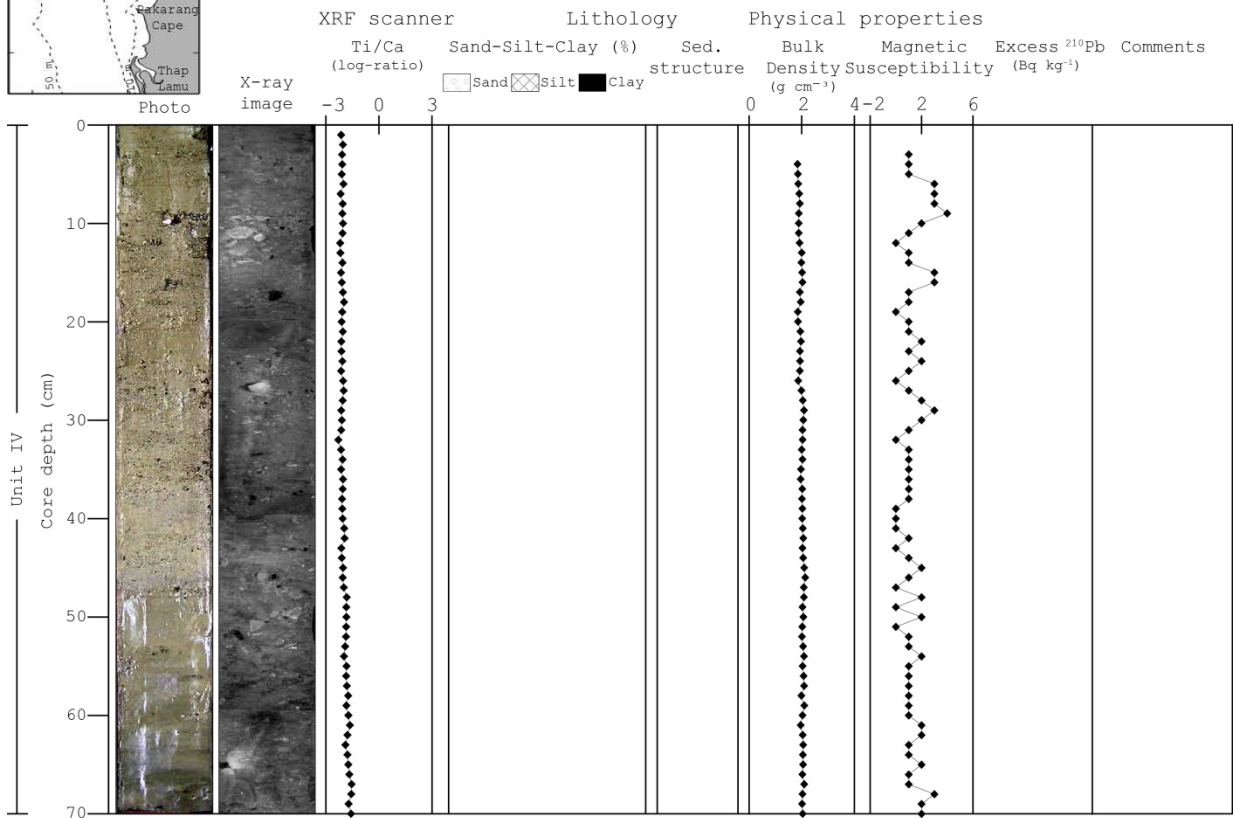 Pakarang
Cape
50 m
Thap
Lamu
XRF scanner Lithology Physical properties
Photo
X-ray
image
Ti/Ca
(log-ratio)
Sand-Silt-Clay (%)
Sand Silt Clay
Sed.
structure
Bulk
Density
(g cm⁻³)
Magnetic
Susceptibility
Excess ²¹⁰Pb
(Bq kg⁻¹)
Comments
-3 0 3 0 2 4 -2 2 6
Unit IV
Core depth (cm)
0
10
20
30
40
50
60
70